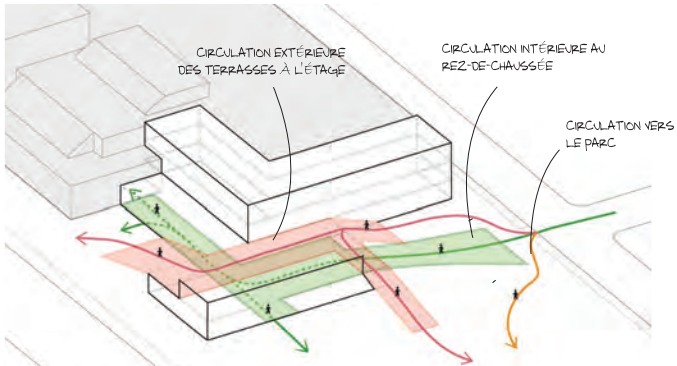 CIRCULATION EXTÉRIEURE
DES TERRASSES À L'ÉTAGE
CIRCULATION INTÉRIEURE AU
REZ-DE-CHAUSSÉE
CIRCULATION VERS
LE PARC